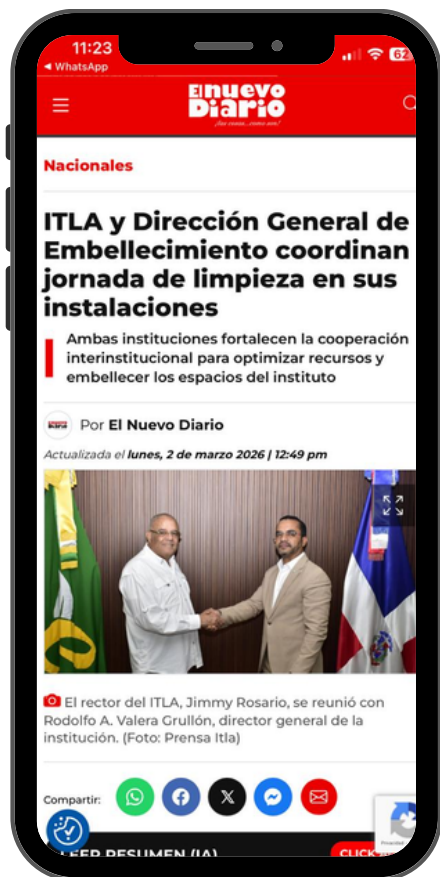 11:23
62
WhatsApp
El nuevo
Diario
Nacionales
ITLA y Dirección General de
Embellecimiento coordinan
jornada de limpieza en sus
instalaciones
Ambas instituciones fortalecen la cooperación
interinstitucional para optimizar recursos y
embellecer los espacios del instituto
Por El Nuevo Diario
Actualizada el lunes, 2 de marzo 2026 | 12:49 pm
El rector del ITLA, Jimmy Rosario, se reunió con
Rodolfo A. Valera Grullón, director general de la
institución. (Foto: Prensa Itla)
Compartir:
LEER RESUMEN (IA)